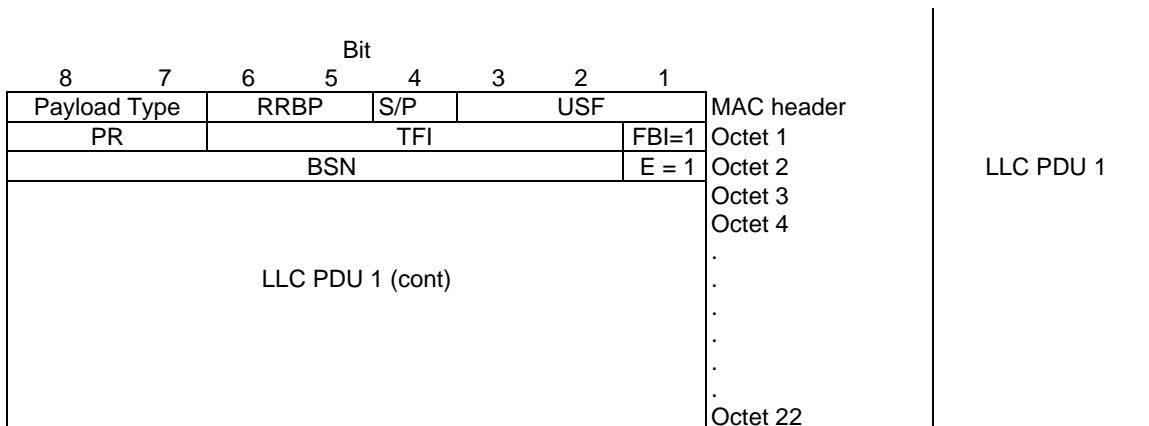 Bit
8 7 6 5 4 3 2 1
Payload Type RRBP S/P USF MAC header
PR TFI FBI=1 Octet 1
BSN E = 1 Octet 2 LLC PDU 1
Octet 3
Octet 4
.
LLC PDU 1 (cont) .
.
.
.
.
Octet 22